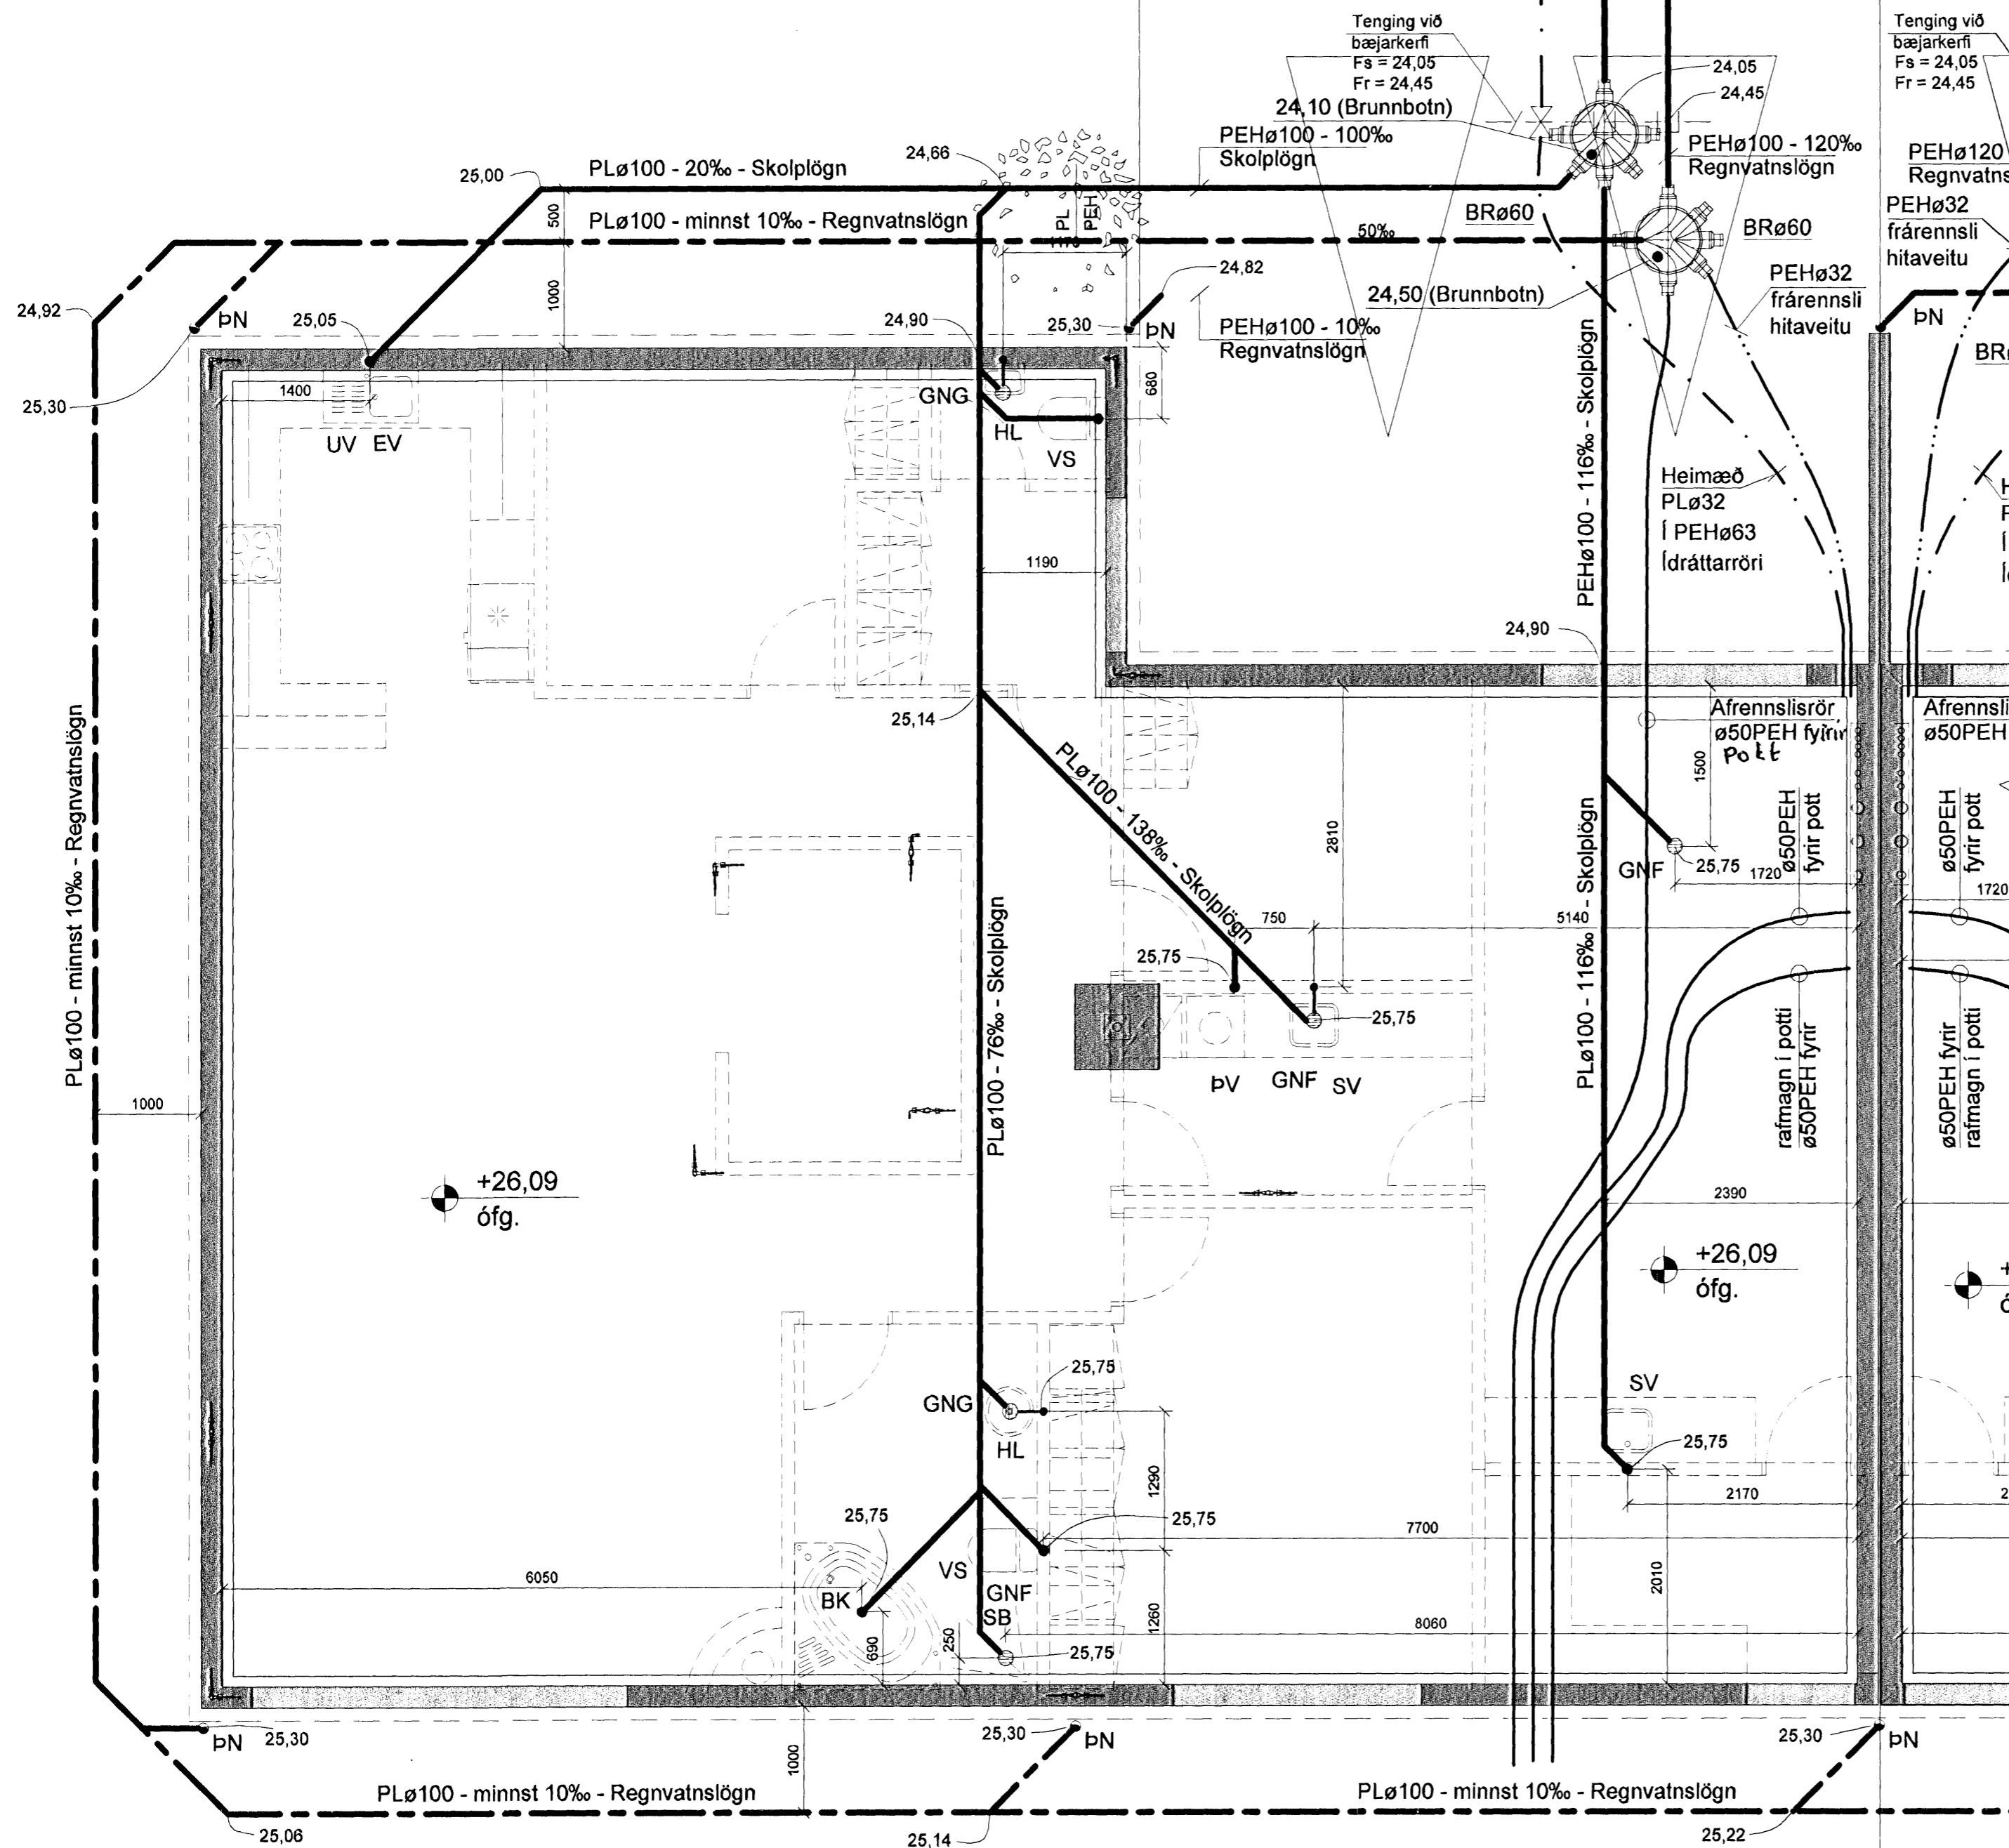 Tenging við
bæjarkerfi
Fs = 24,05
Fr = 24,45
Tenging við
bæjarkerfi
Fs = 24,05
Fr = 24,45
24,05
24,45
24,10 (Brunnbotn)
PEHø100 - 100‰
Skolplögn
PEHø100 - 120‰
Regnvatnslögn
PEHø120
Regnvatns
24,66
25,00
PLø100 - 20‰ - Skolplögn
500
PLø100 - minnst 10‰ - Regnvatnslögn
PL
PEH
1170
50‰
BRø60
BRø60
PEHø32
frárennsli
hitaveitu
PEHø32
frárennsli
hitaveitu
24,82
24,50 (Brunnbotn)
1000
24,92
ÞN
25,05
24,90
25,30
ÞN
PEHø100 - 10‰
Regnvatnslögn
ÞN
25,30
1400
GNG
680
UV
EV
HL
VS
PEHø100 - 116‰ - Skolplögn
Heimæð
PLø32
Í PEHø63
Ídráttarröri
1190
24,90
25,14
Afrennslisrör
ø50PEH fyrir
Pott
Afrennsli
ø50PEH
1500
PLø100 - minnst 10‰ - Regnvatnslögn
PLø100 - 138‰ - Skolplögn
2810
PLø100 - 116‰ - Skolplögn
ø50PEH
fyrir pott
ø50PEH
fyrir pott
GNF
25,75
1720
1720
750
5140
25,75
PLø100 - 76‰ - Skolplögn
25,75
ÞV
GNF
SV
rafmagn í potti
ø50PEH fyrir
ø50PEH fyrir
rafmagn í potti
1000
+26,09
ófg.
2390
+26,09
ófg.
25,75
GNG
HL
SV
25,75
1290
2170
25,75
25,75
7700
VS
6050
BK
GNF
SB
2010
690
250
1260
8060
25,75
ÞN
25,30
25,30
ÞN
25,30
ÞN
1000
PLø100 - minnst 10‰ - Regnvatnslögn
PLø100 - minnst 10‰ - Regnvatnslögn
25,06
25,14
25,22